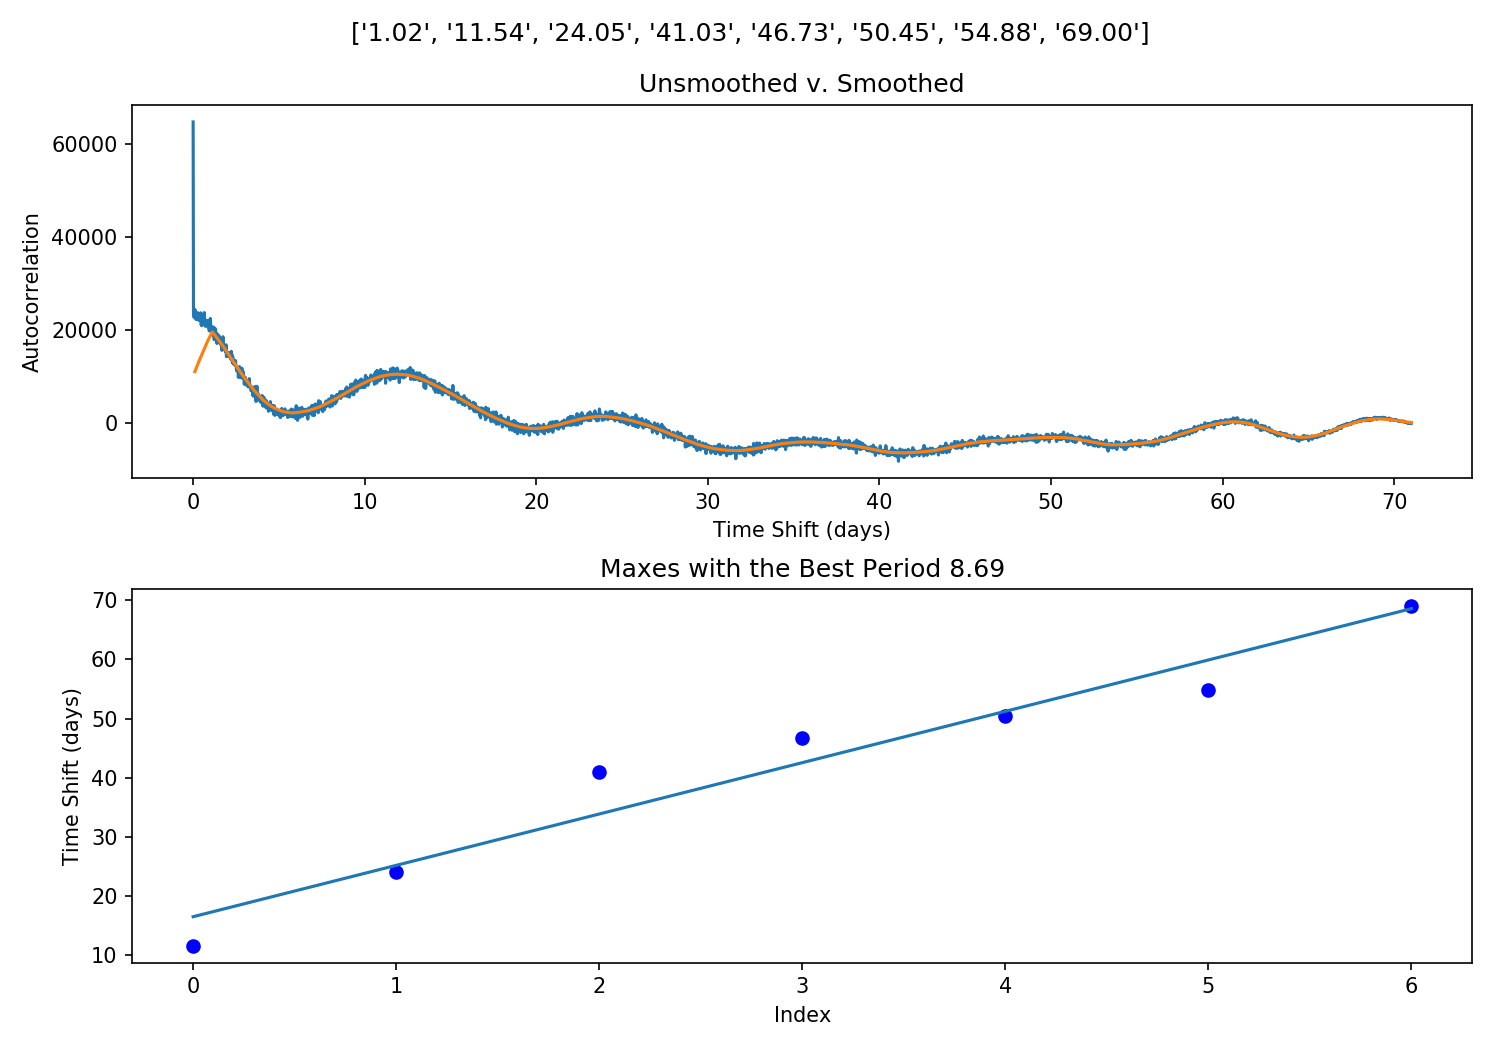 ['1.02', '11.54', '24.05', '41.03', '46.73', '50.45', '54.88', '69.00']
Unsmoothed v. Smoothed
60000
40000
20000
0
Autocorrelation
0 10 20 30 40 50 60 70
Time Shift (days)
Maxes with the Best Period 8.69
70
60
50
40
30
20
10
Time Shift (days)
0 1 2 3 4 5 6
Index